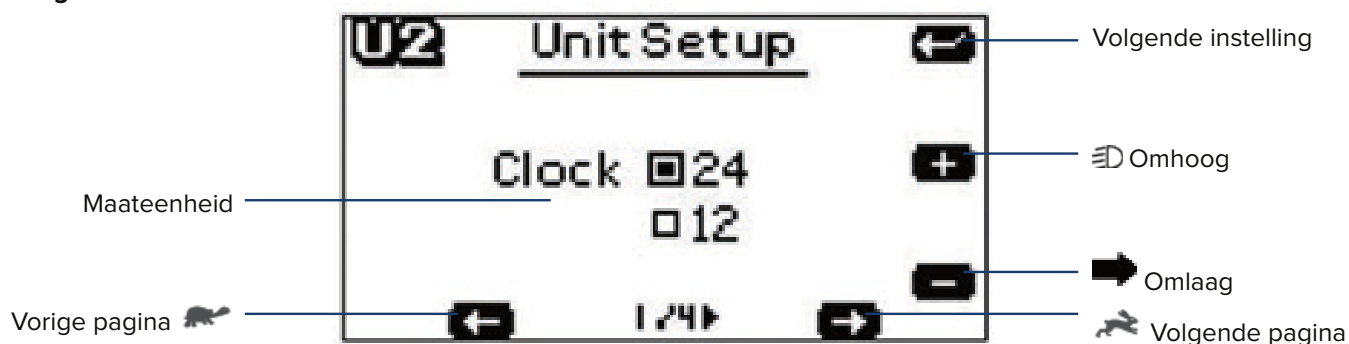 U2 Unit Setup
Volgende instelling
Clock 24
12
+
Omhoog
Maateenheid
-
Omlaag
Vorige pagina
1/4
Volgende pagina